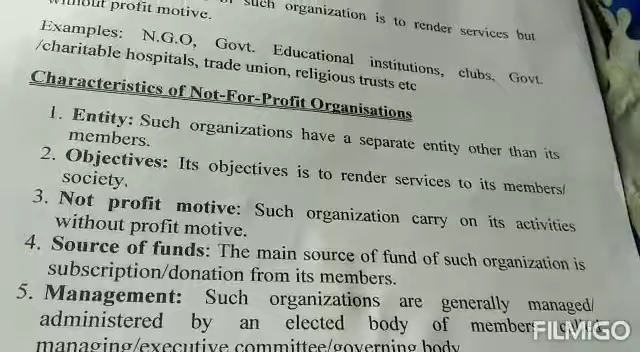 such organization is to render services but
without profit motive.
Examples: N.G.O, Govt. Educational institutions, clubs, Govt.
/charitable hospitals, trade union, religious trusts etc
Characteristics of Not-For-Profit Organisations
1. Entity: Such organizations have a separate entity other than its
members.
2. Objectives: Its objectives is to render services to its members/
society.
3. Not profit motive: Such organization carry on its activities
without profit motive.
4. Source of funds: The main source of fund of such organization is
subscription/donation from its members.
5. Management: Such organizations are generally managed/
administered by an elected body of members
managing/executive committee/governing body
FILMIGO